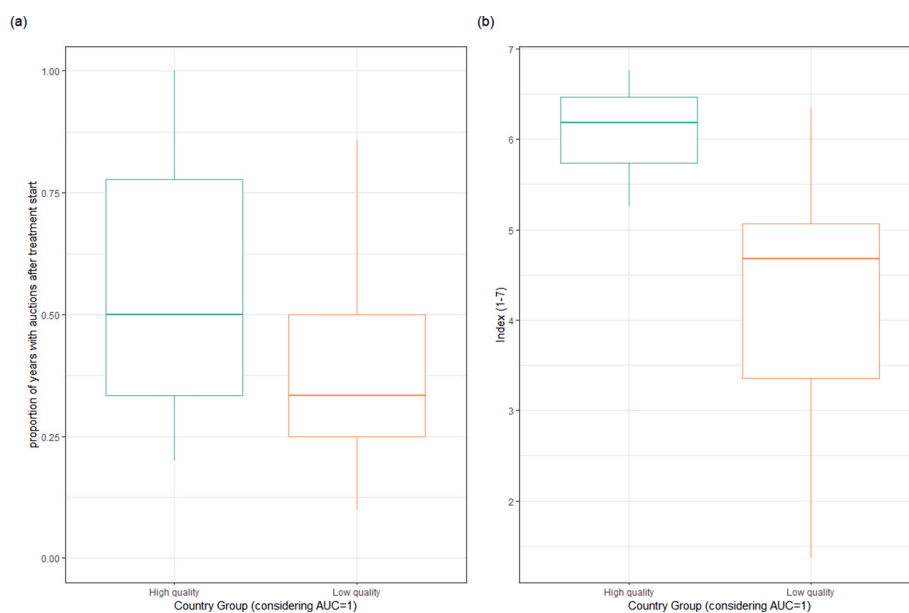 (a)
(b)
proportion of years with auctions after treatment start
1.00
0.75
0.50
0.25
0.00
High quality
Low quality
Country Group (considering AUC=1)
Index (1-7)
7
6
5
4
3
2
High quality
Low quality
Country Group (considering AUC=1)